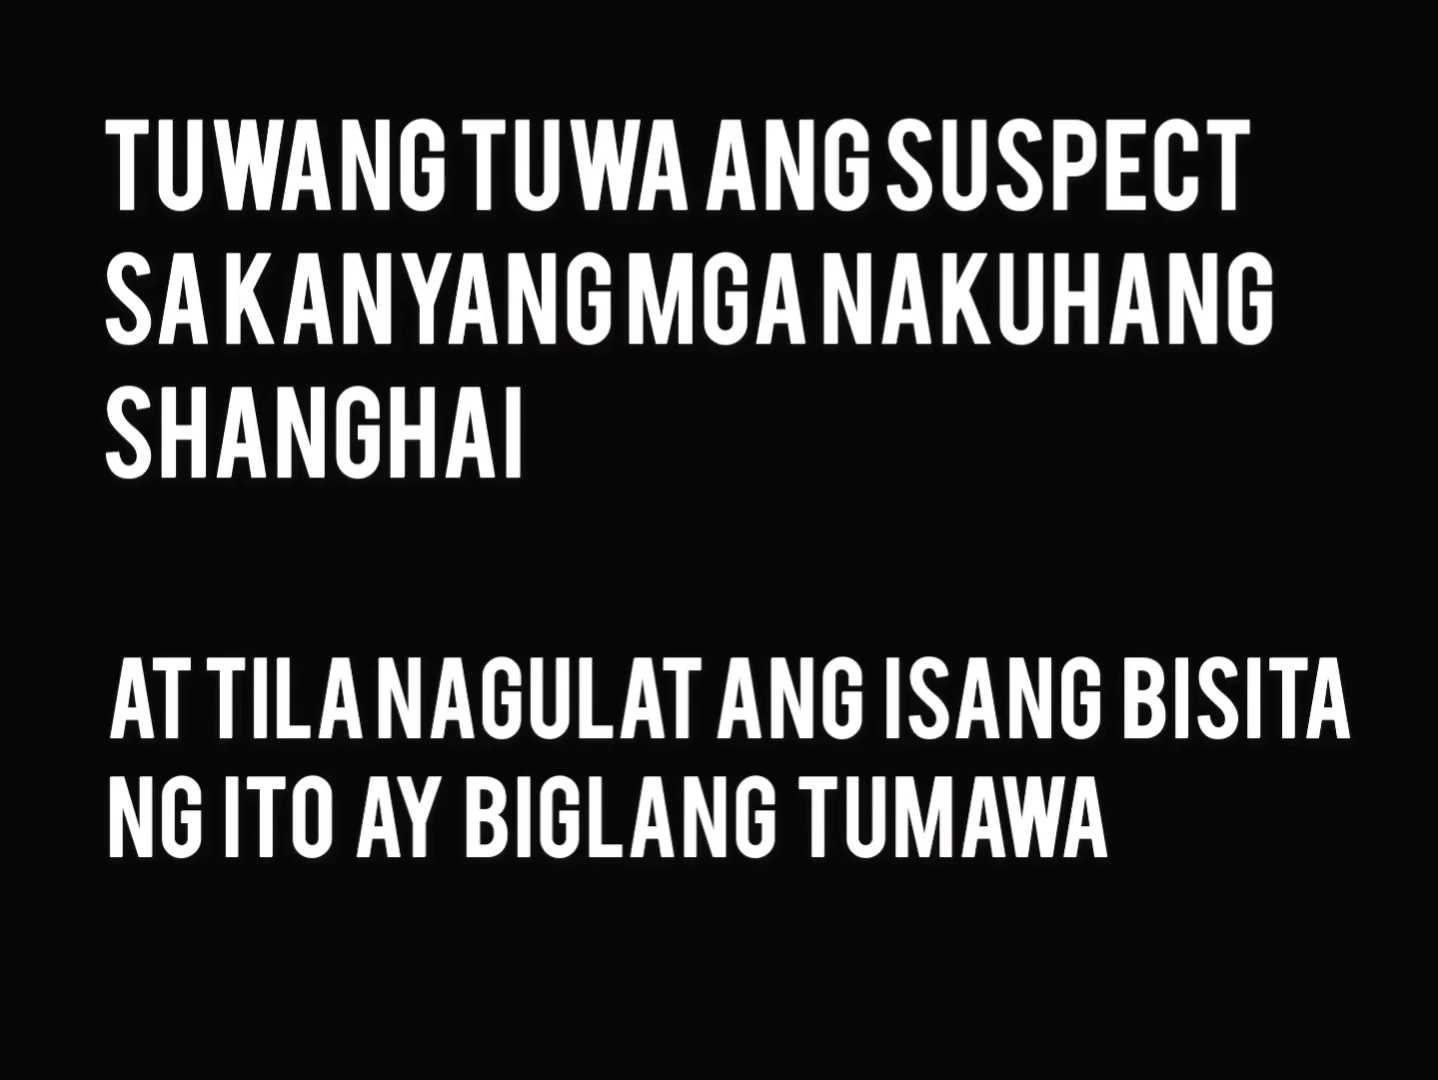 TUWANG TUWA ANG SUSPECT
SA KANYANG MGA NAKUHANG
SHANGHAI
AT TILA NAGULAT ANG ISANG BISITA
NG ITO AY BIGLANG TUMAWA